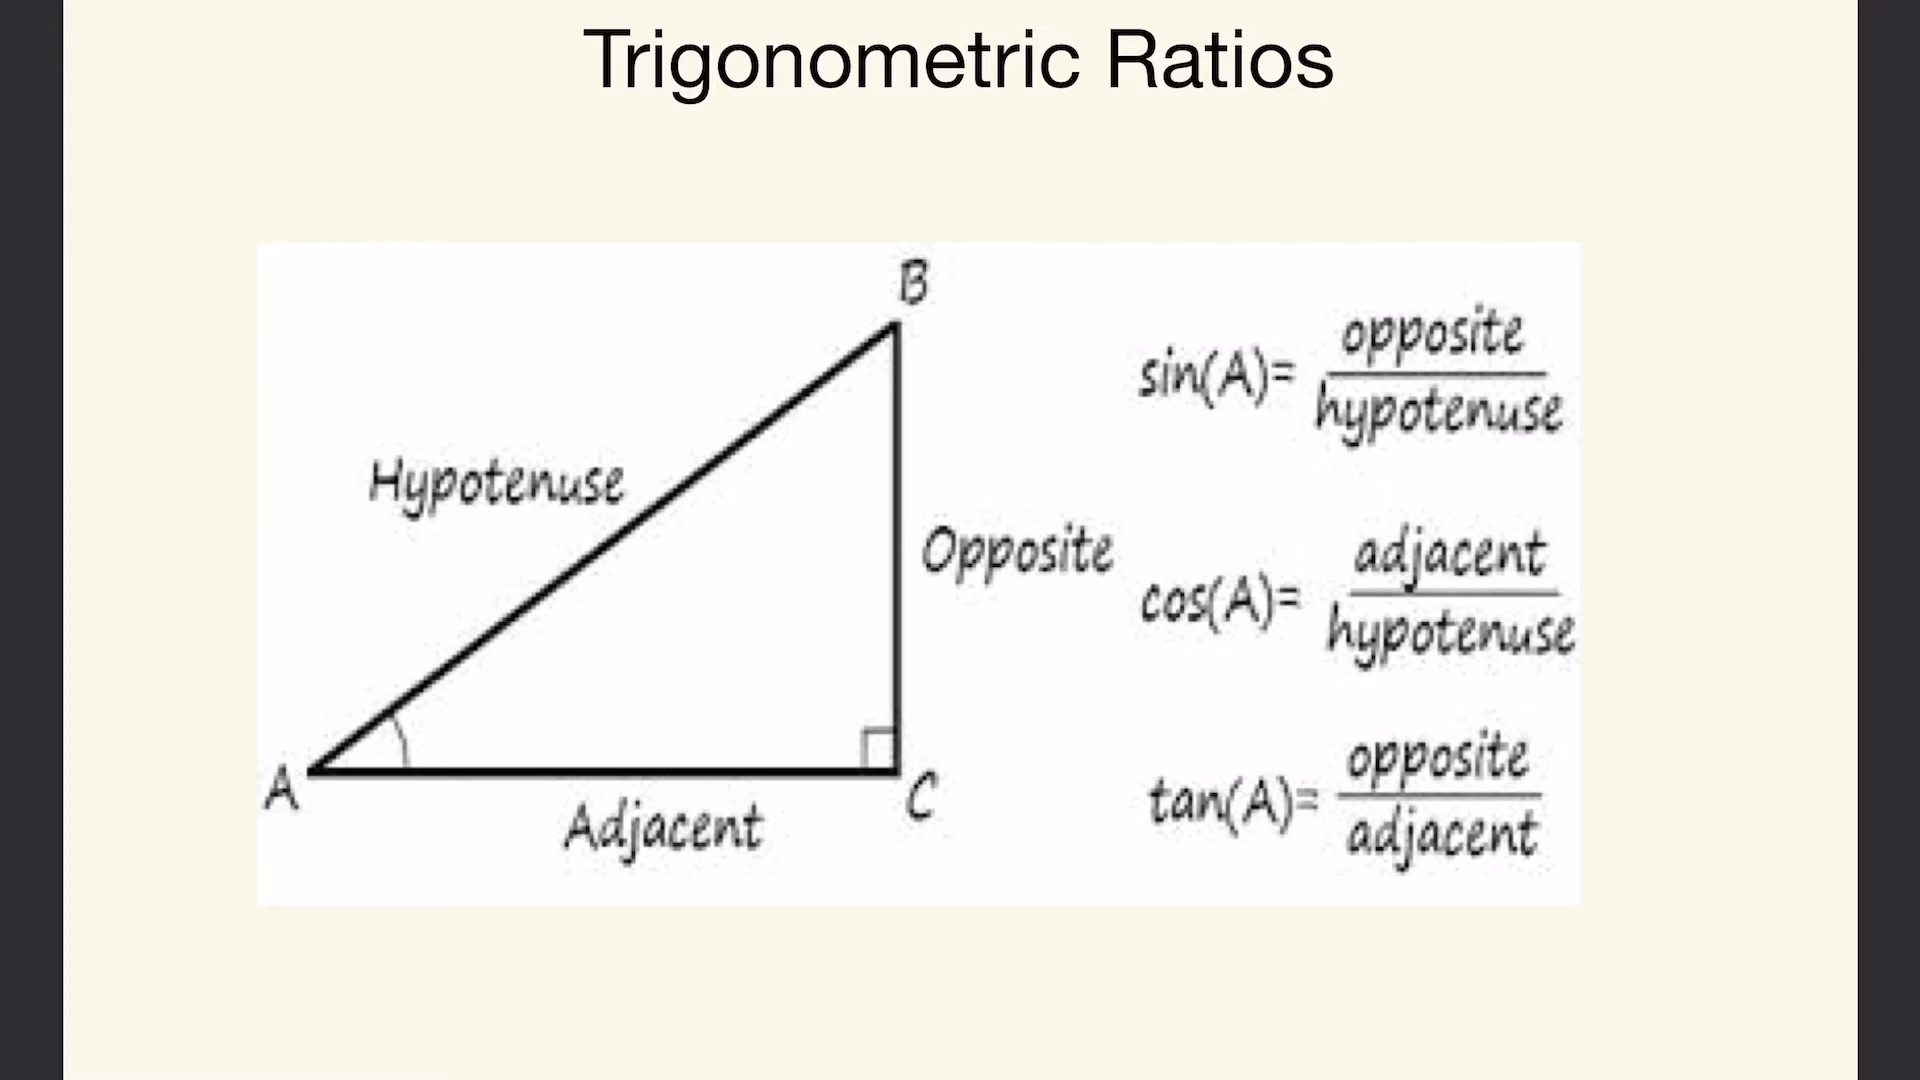 Trigonometric Ratios
B
Hypotenuse
Opposite
A
Adjacent
C
sin(A)= opposite/hypotenuse
cos(A)= adjacent/hypotenuse
tan(A)= opposite/adjacent